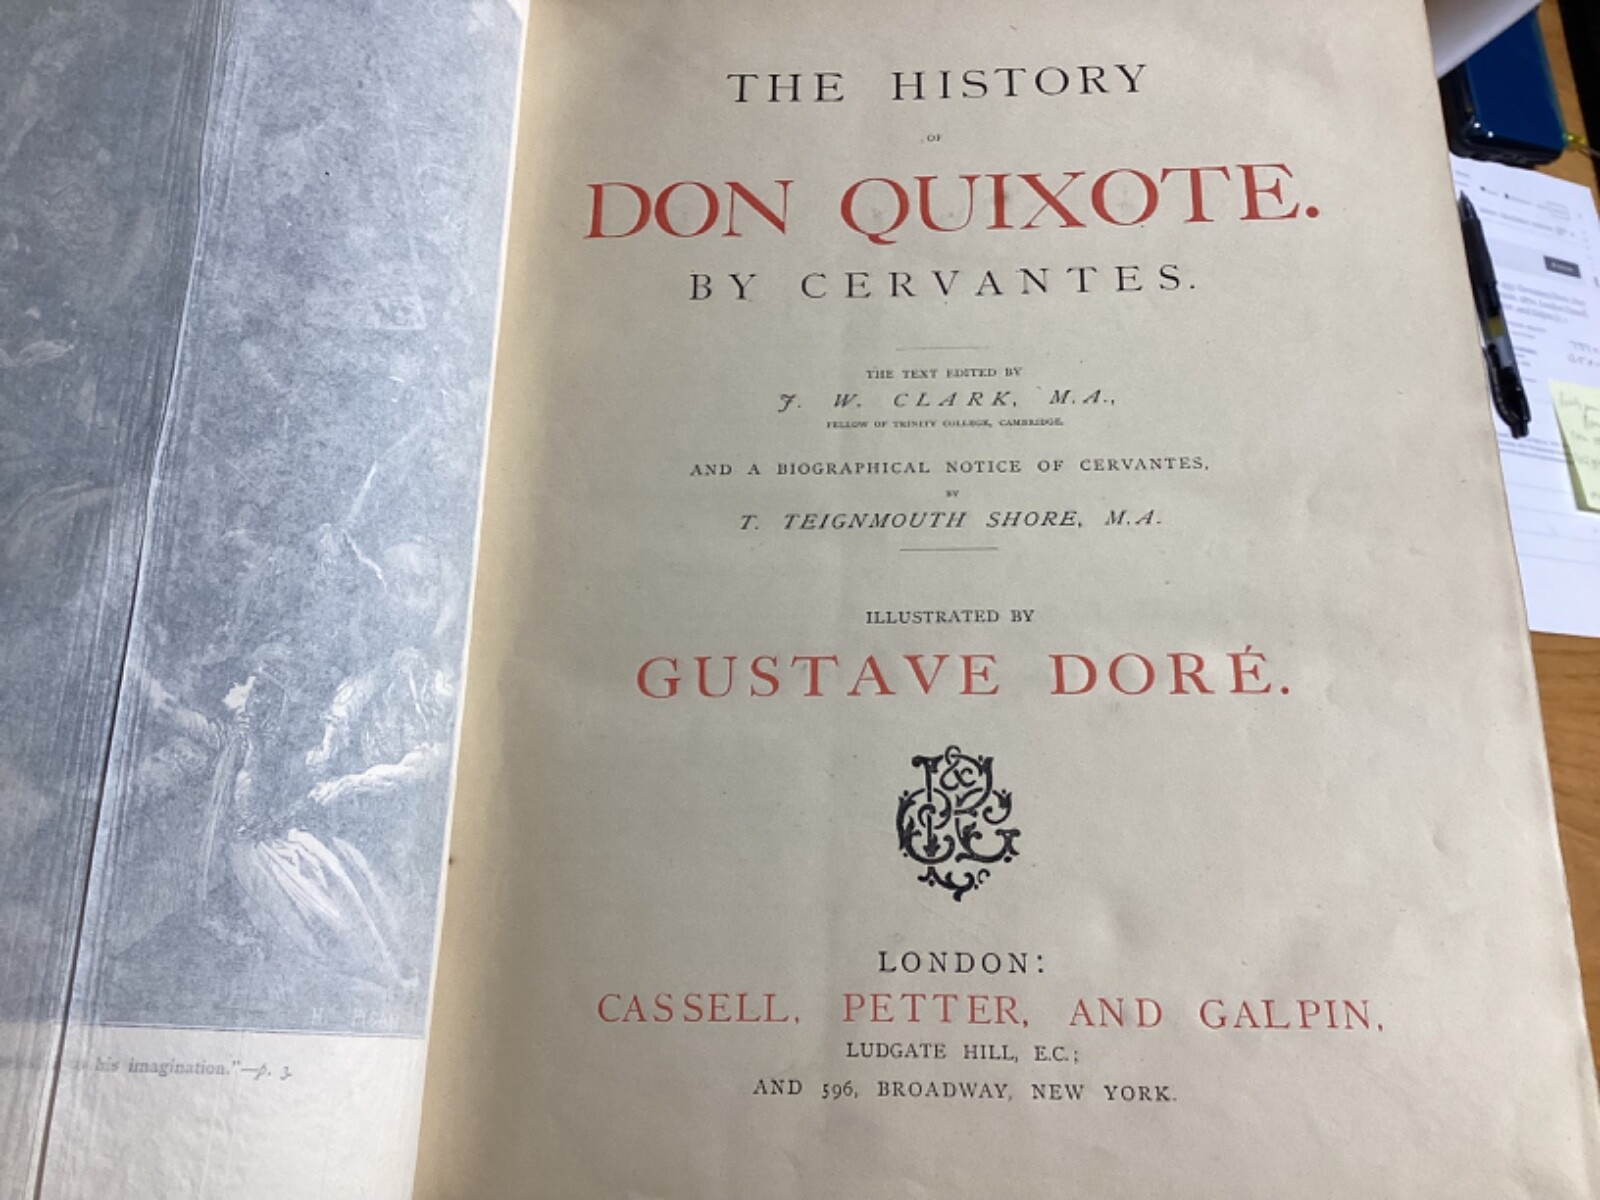 THE HISTORY
OF
DON QUIXOTE.
BY CERVANTES.
THE TEXT EDITED BY
J. W. CLARK, M.A.,
FELLOW OF TRINITY COLLEGE, CAMBRIDGE,
AND A BIOGRAPHICAL NOTICE OF CERVANTES,
BY
T. TEIGNMOUTH SHORE, M.A.
ILLUSTRATED BY
GUSTAVE DORÉ.
LONDON:
CASSELL, PETTER, AND GALPIN,
LUDGATE HILL, E.C.;
AND 596, BROADWAY, NEW YORK.
his imagination."—p. 3